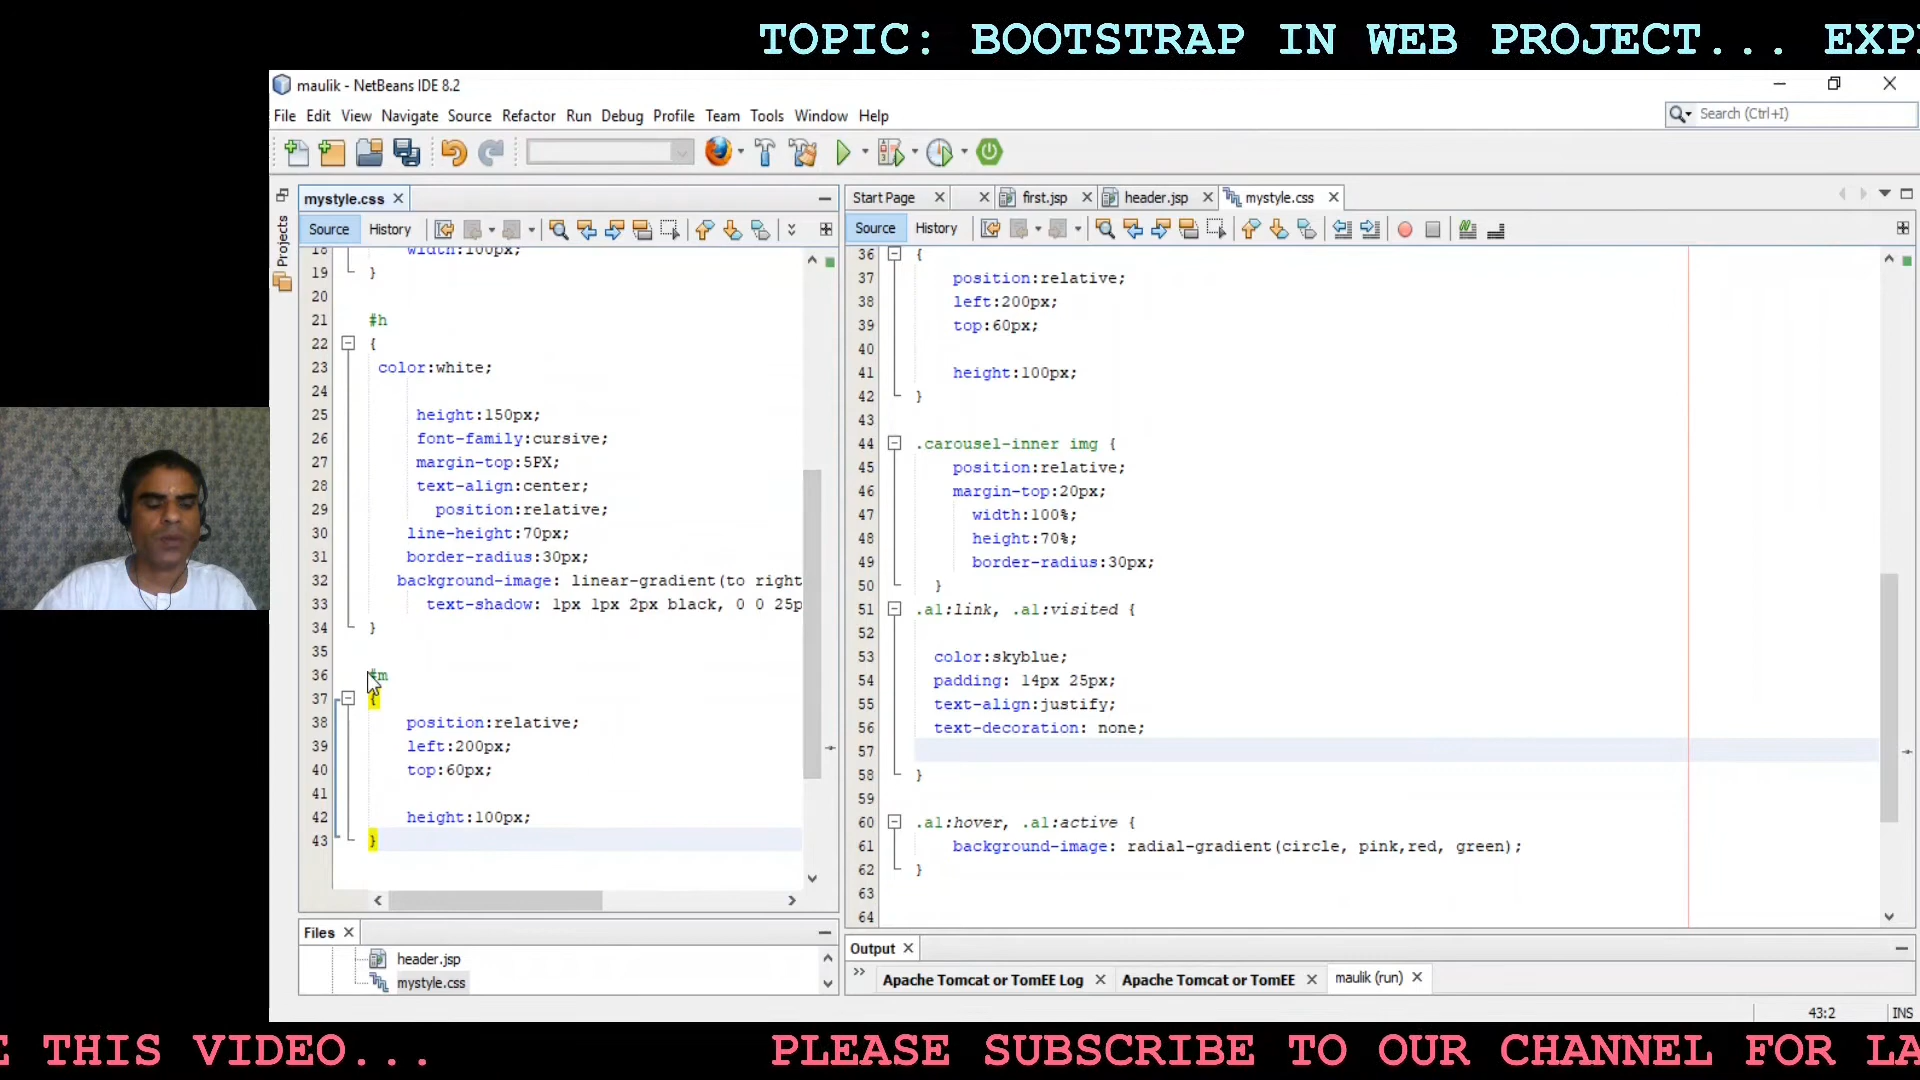 TOPIC: BOOTSTRAP IN WEB PROJECT... EXP
maulik - NetBeans IDE 8.2
File Edit View Navigate Source Refactor Run Debug Profile Team Tools Window Help
Search (Ctrl+I)
Projects
mystyle.css
Source History
18 width:100px;
19 }
20
21 #h
22 {
23 color:white;
24
25 height:150px;
26 font-family:cursive;
27 margin-top:5PX;
28 text-align:center;
29 position:relative;
30 line-height:70px;
31 border-radius:30px;
32 background-image: linear-gradient(to right
33 text-shadow: 1px 1px 2px black, 0 0 25p
34 }
35
36 #m
37 {
38 position:relative;
39 left:200px;
40 top:60px;
41
42 height:100px;
43 }
Files
header.jsp
mystyle.css
Start Page first.jsp header.jsp mystyle.css
Source History
36 {
37 position:relative;
38 left:200px;
39 top:60px;
40
41 height:100px;
42 }
43
44 .carousel-inner img {
45 position:relative;
46 margin-top:20px;
47 width:100%;
48 height:70%;
49 border-radius:30px;
50 }
51 .a1:link, .a1:visited {
52
53 color:skyblue;
54 padding: 14px 25px;
55 text-align:justify;
56 text-decoration: none;
57
58 }
59
60 .a1:hover, .a1:active {
61 background-image: radial-gradient(circle, pink,red, green);
62 }
63
64
Output
Apache Tomcat or TomEE Log Apache Tomcat or TomEE maulik (run)
43:2 INS
E THIS VIDEO... PLEASE SUBSCRIBE TO OUR CHANNEL FOR LA